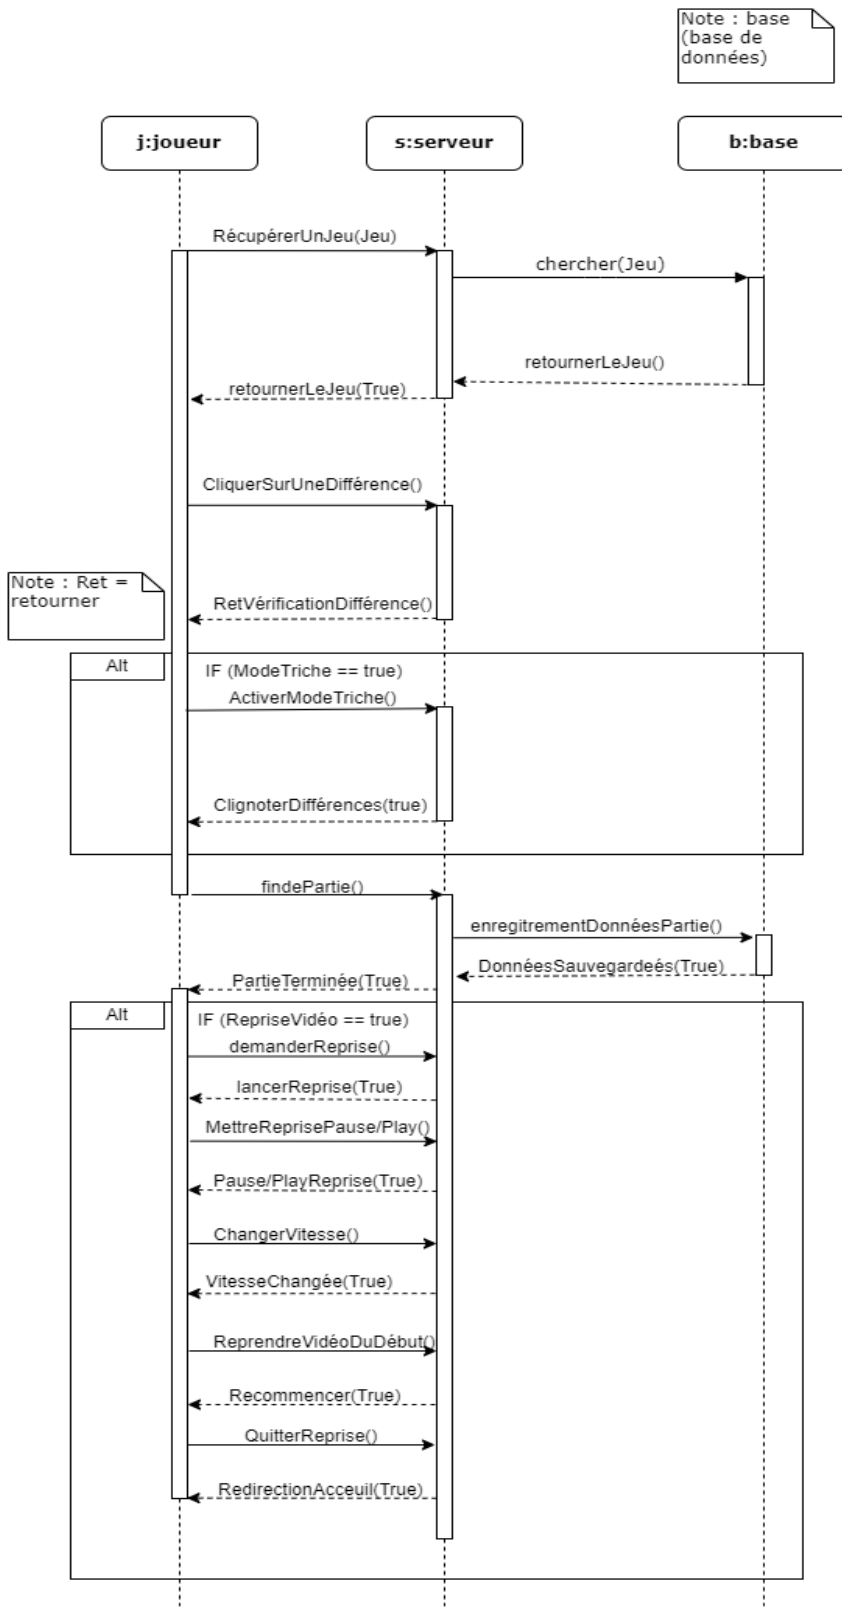 Note : base
(base de
données)
j:joueur
s:serveur
b:base
RécupérerUnJeu(Jeu)
chercher(Jeu)
retournerLeJeu()
retournerLeJeu(True)
CliquerSurUneDifférence()
Note : Ret =
retourner
RetVérificationDifférence()
Alt
IF (ModeTriche == true)
ActiverModeTriche()
ClignoterDifférences(true)
findePartie()
enregitrementDonnéesPartie()
DonnéesSauvegardeés(True)
PartieTerminée(True)
Alt
IF (RepriseVidéo == true)
demanderReprise()
lancerReprise(True)
MettreReprisePause/Play()
Pause/PlayReprise(True)
ChangerVitesse()
VitesseChangée(True)
ReprendreVidéoDuDébut()
Recommencer(True)
QuitterReprise()
RedirectionAcceuil(True)